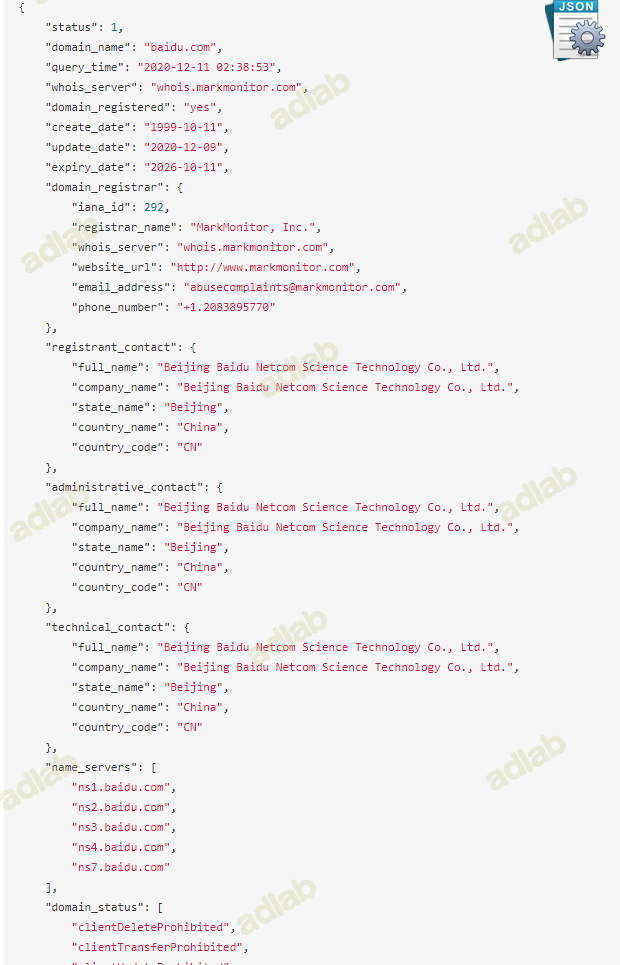 JSON
{
"status": 1,
"domain_name": "baidu.com",
"query_time": "2020-12-11 02:38:53",
"whois_server": "whois.markmonitor.com",
"domain_registered": "yes",
"create_date": "1999-10-11",
"update_date": "2020-12-09",
"expiry_date": "2026-10-11",
"domain_registrar": {
"iana_id": 292,
"registrar_name": "MarkMonitor, Inc.",
"whois_server": "whois.markmonitor.com",
"website_url": "http://www.markmonitor.com",
"email_address": "abusecomplaints@markmonitor.com",
"phone_number": "+1.2083895770"
},
"registrant_contact": {
"full_name": "Beijing Baidu Netcom Science Technology Co., Ltd.",
"company_name": "Beijing Baidu Netcom Science Technology Co., Ltd.",
"state_name": "Beijing",
"country_name": "China",
"country_code": "CN"
},
"administrative_contact": {
"full_name": "Beijing Baidu Netcom Science Technology Co., Ltd.",
"company_name": "Beijing Baidu Netcom Science Technology Co., Ltd.",
"state_name": "Beijing",
"country_name": "China",
"country_code": "CN"
},
"technical_contact": {
"full_name": "Beijing Baidu Netcom Science Technology Co., Ltd.",
"company_name": "Beijing Baidu Netcom Science Technology Co., Ltd.",
"state_name": "Beijing",
"country_name": "China",
"country_code": "CN"
},
"name_servers": [
"ns1.baidu.com",
"ns2.baidu.com",
"ns3.baidu.com",
"ns4.baidu.com",
"ns7.baidu.com"
],
"domain_status": [
"clientDeleteProhibited",
"clientTransferProhibited",
adlab
adlab
adlab
adlab
adlab
adlab
adlab
adlab
adlab
adlab